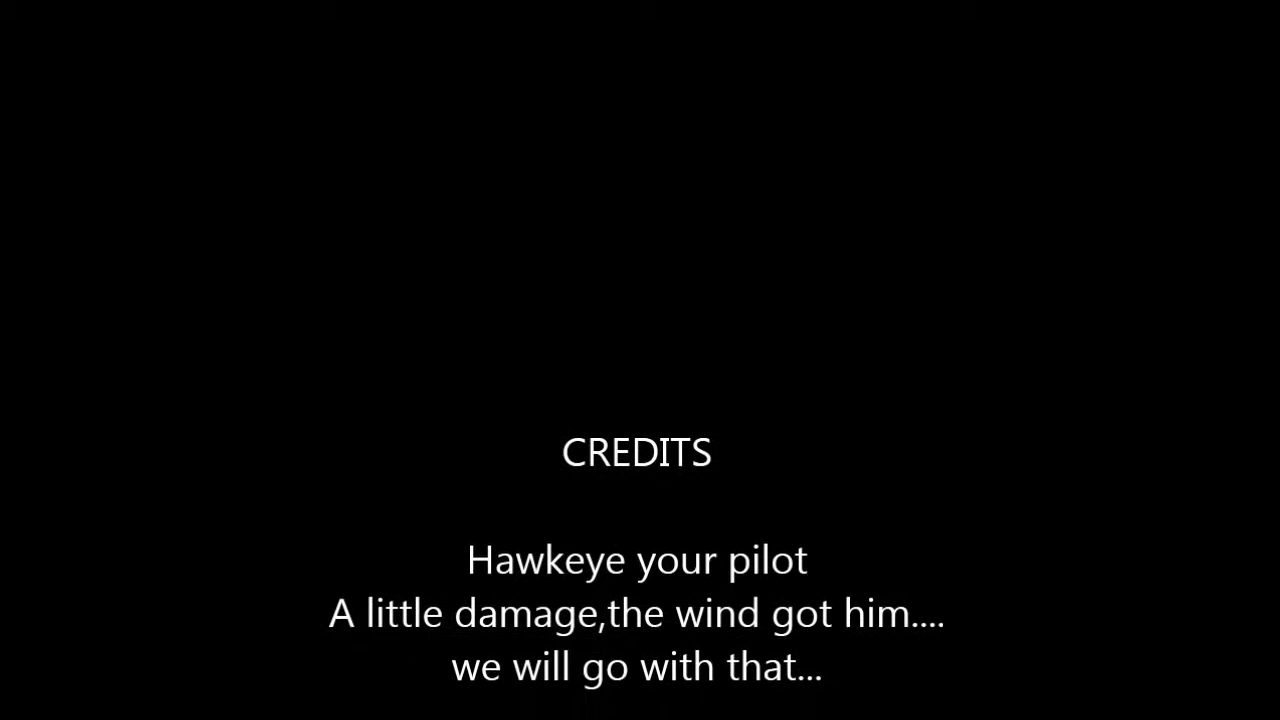 CREDITS
Hawkeye your pilot
A little damage,the wind got him....
we will go with that...